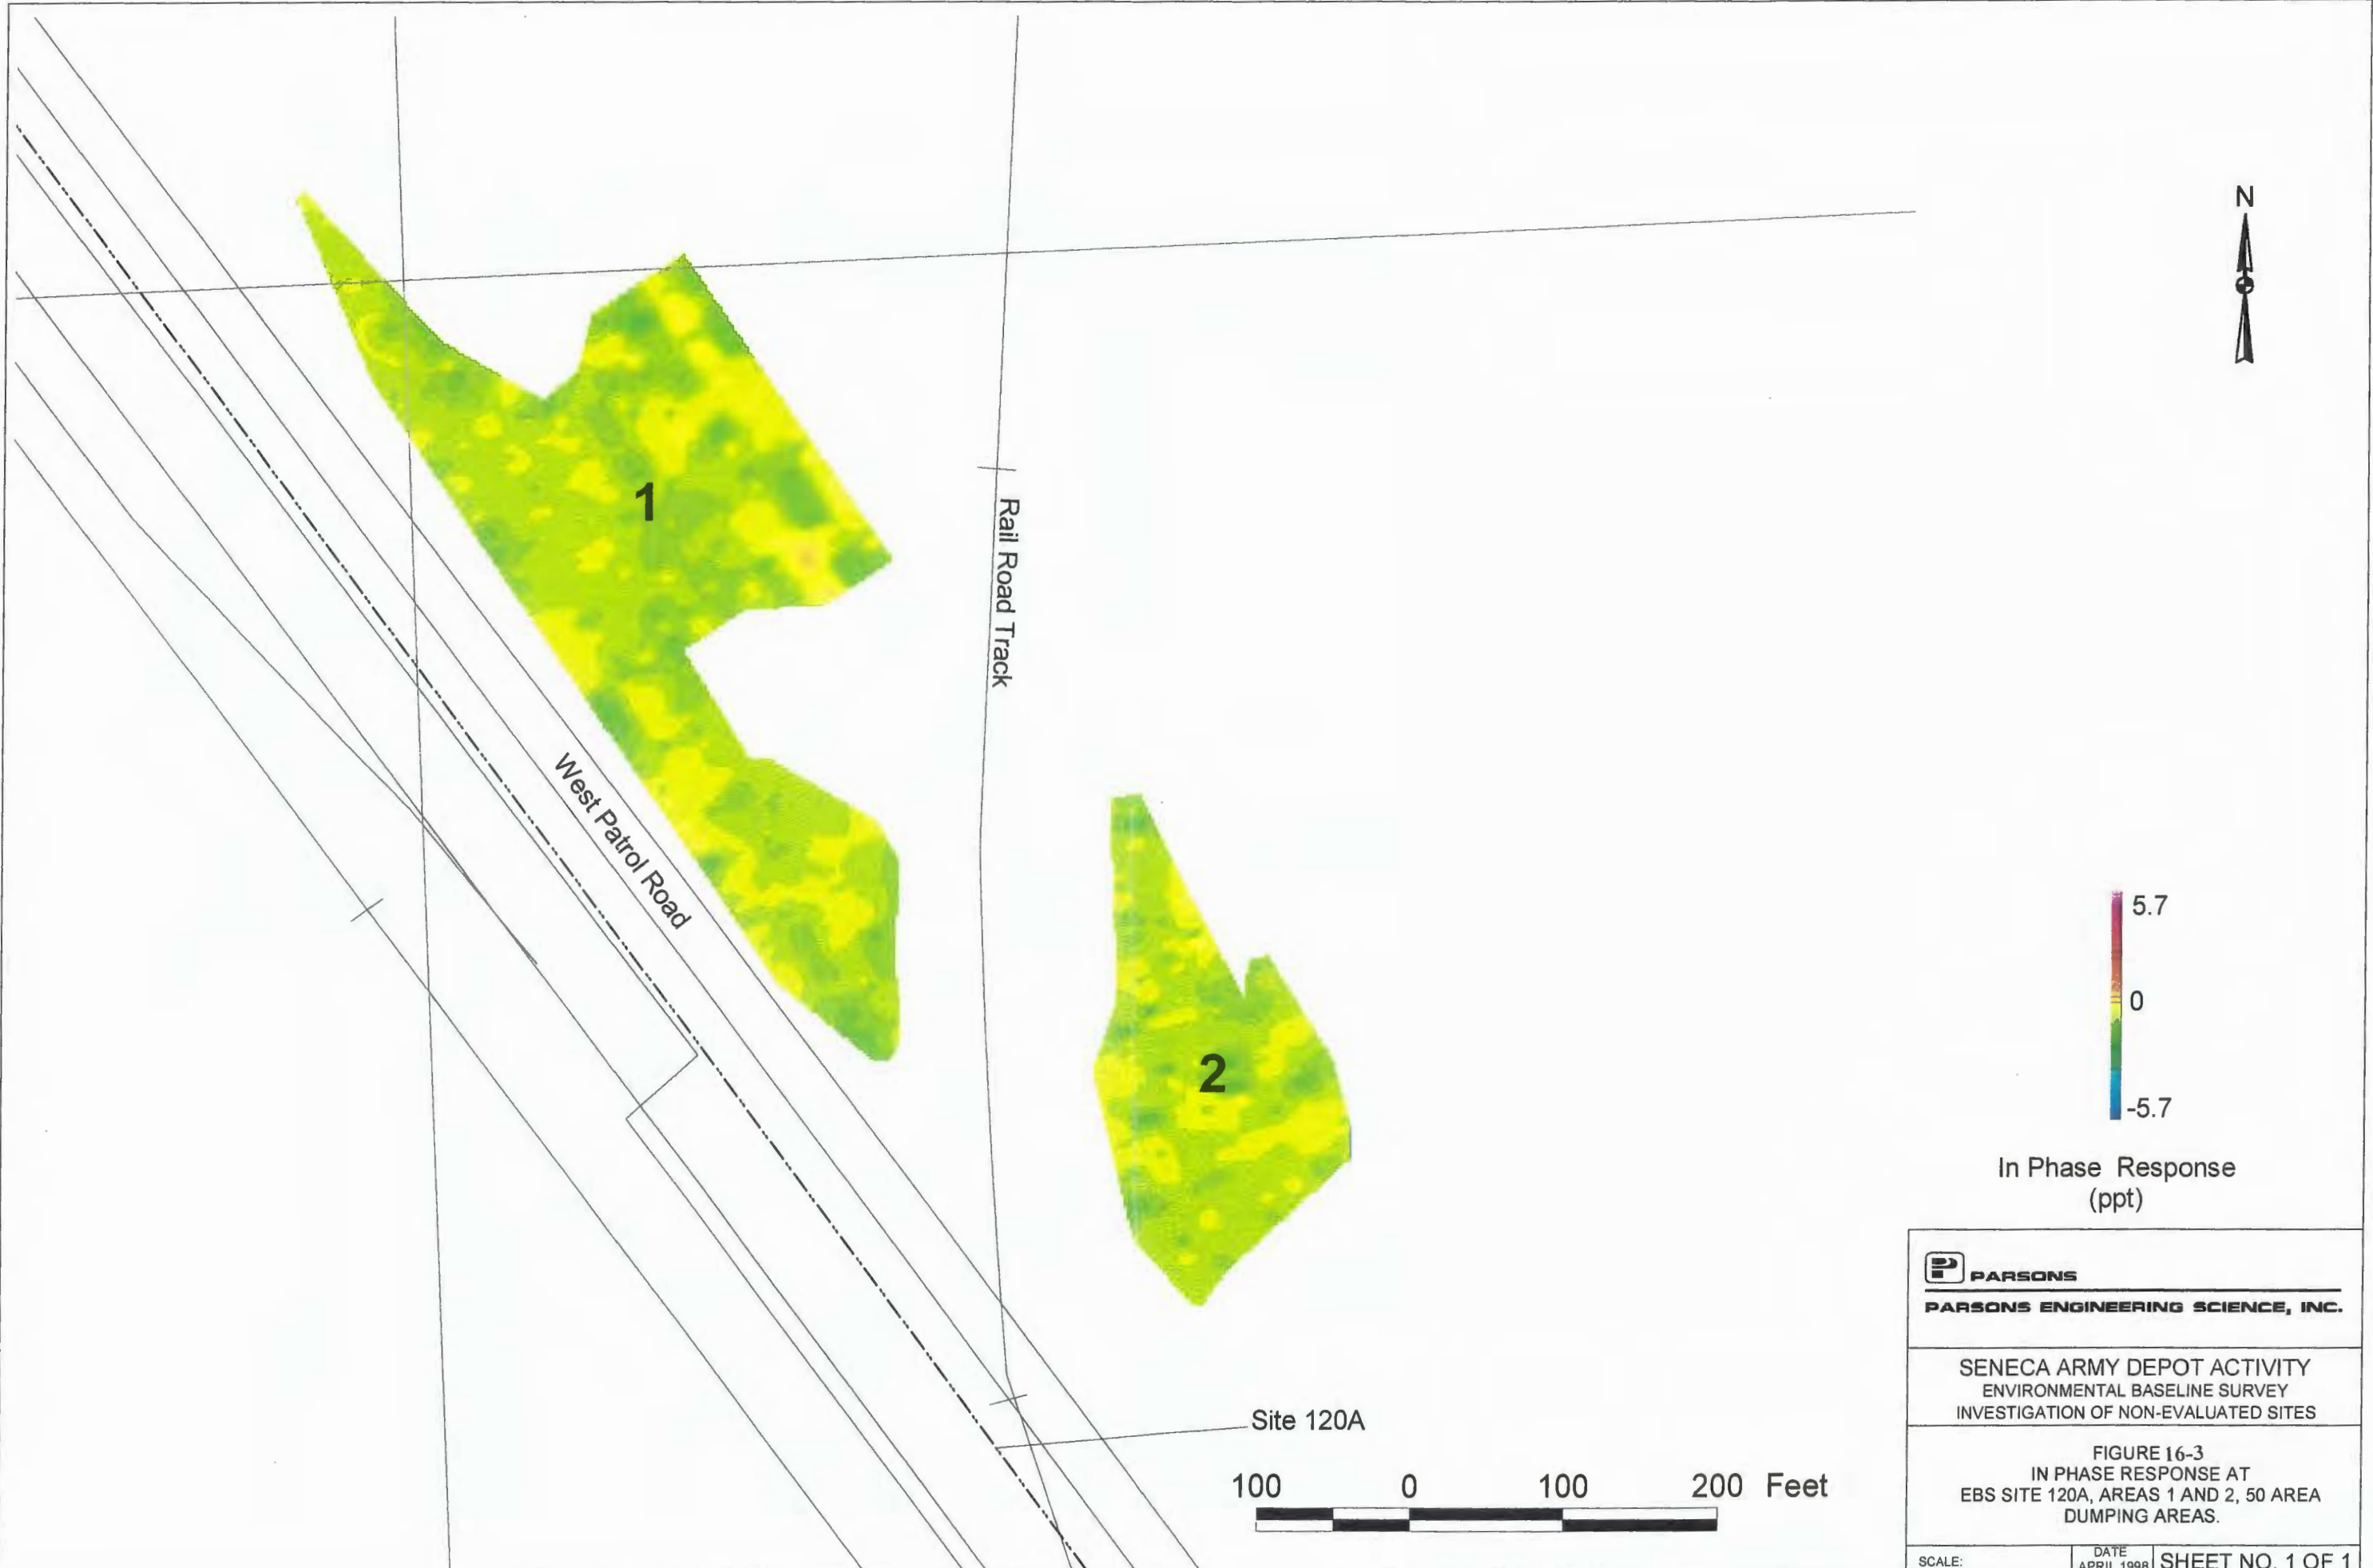 N
1
Rail Road Track
West Patrol Road
2
5.7
0
-5.7
In Phase Response
(ppt)
Site 120A
100 0 100 200 Feet
P PARSONS
PARSONS ENGINEERING SCIENCE, INC.
SENECA ARMY DEPOT ACTIVITY
ENVIRONMENTAL BASELINE SURVEY
INVESTIGATION OF NON-EVALUATED SITES
FIGURE 16-3
IN PHASE RESPONSE AT
EBS SITE 120A, AREAS 1 AND 2, 50 AREA
DUMPING AREAS.
SCALE:
DATE
APRIL 1998
SHEET NO. 1 OF 1